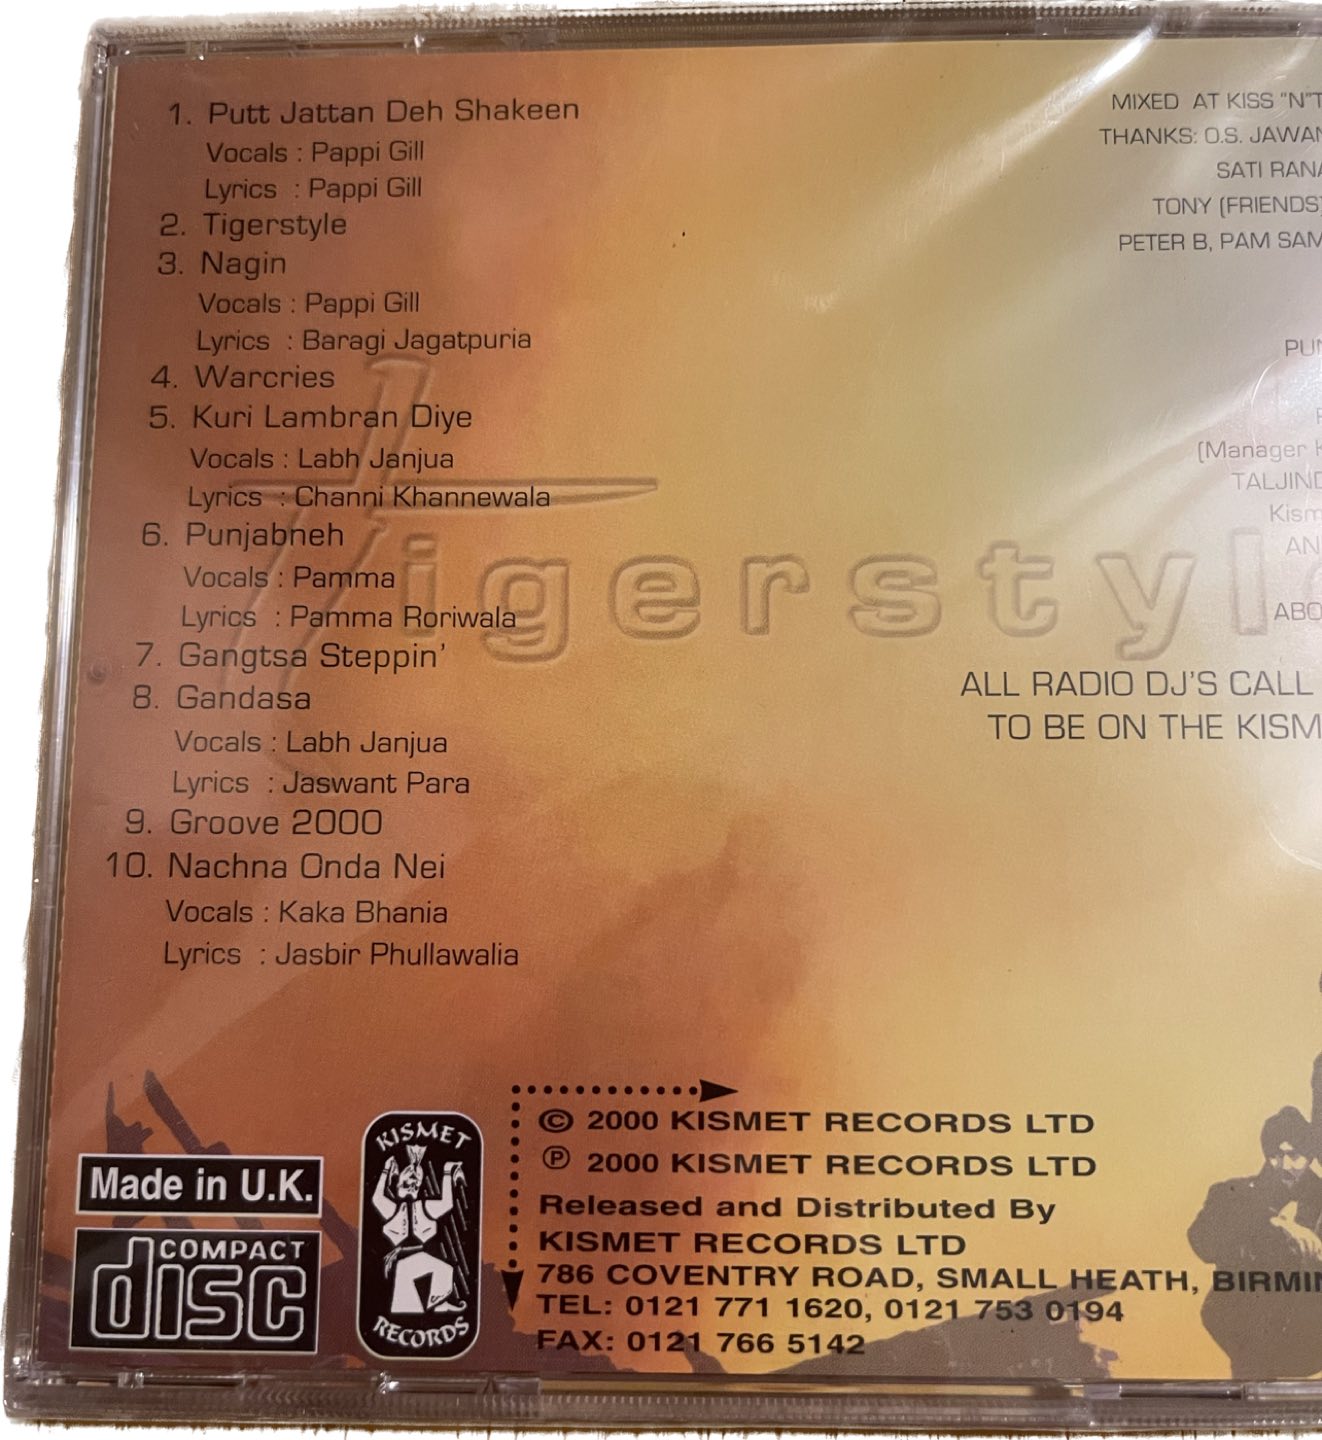 1. Putt Jattan Deh Shakeen
Vocals : Pappi Gill
Lyrics : Pappi Gill
2. Tigerstyle
3. Nagin
Vocals : Pappi Gill
Lyrics : Baragi Jagatpuria
4. Warcries
5. Kuri Lambran Diye
Vocals : Labh Janjua
Lyrics : Channi Khannewala
6. Punjabneh
Vocals : Pamma
Lyrics : Pamma Roriwala
7. Gangtsa Steppin'
8. Gandasa
Vocals : Labh Janjua
Lyrics : Jaswant Para
9. Groove 2000
10. Nachna Onda Nei
Vocals : Kaka Bhania
Lyrics : Jasbir Phullawalia
MIXED AT KISS "N"
THANKS: O.S.
SATI RANA
TONY (FRIENDS)
PETER B, PAM
(Manager
tigerstyle
ALL RADIO DJ'S CALL
TO BE ON THE
Made in U.K.
COMPACT
disc
KISMET
RECORDS
© 2000 KISMET RECORDS LTD
℗ 2000 KISMET RECORDS LTD
Released and Distributed By
KISMET RECORDS LTD
786 COVENTRY ROAD, SMALL HEATH,
TEL: 0121 771 1620, 0121 753 0194
FAX: 0121 766 5142